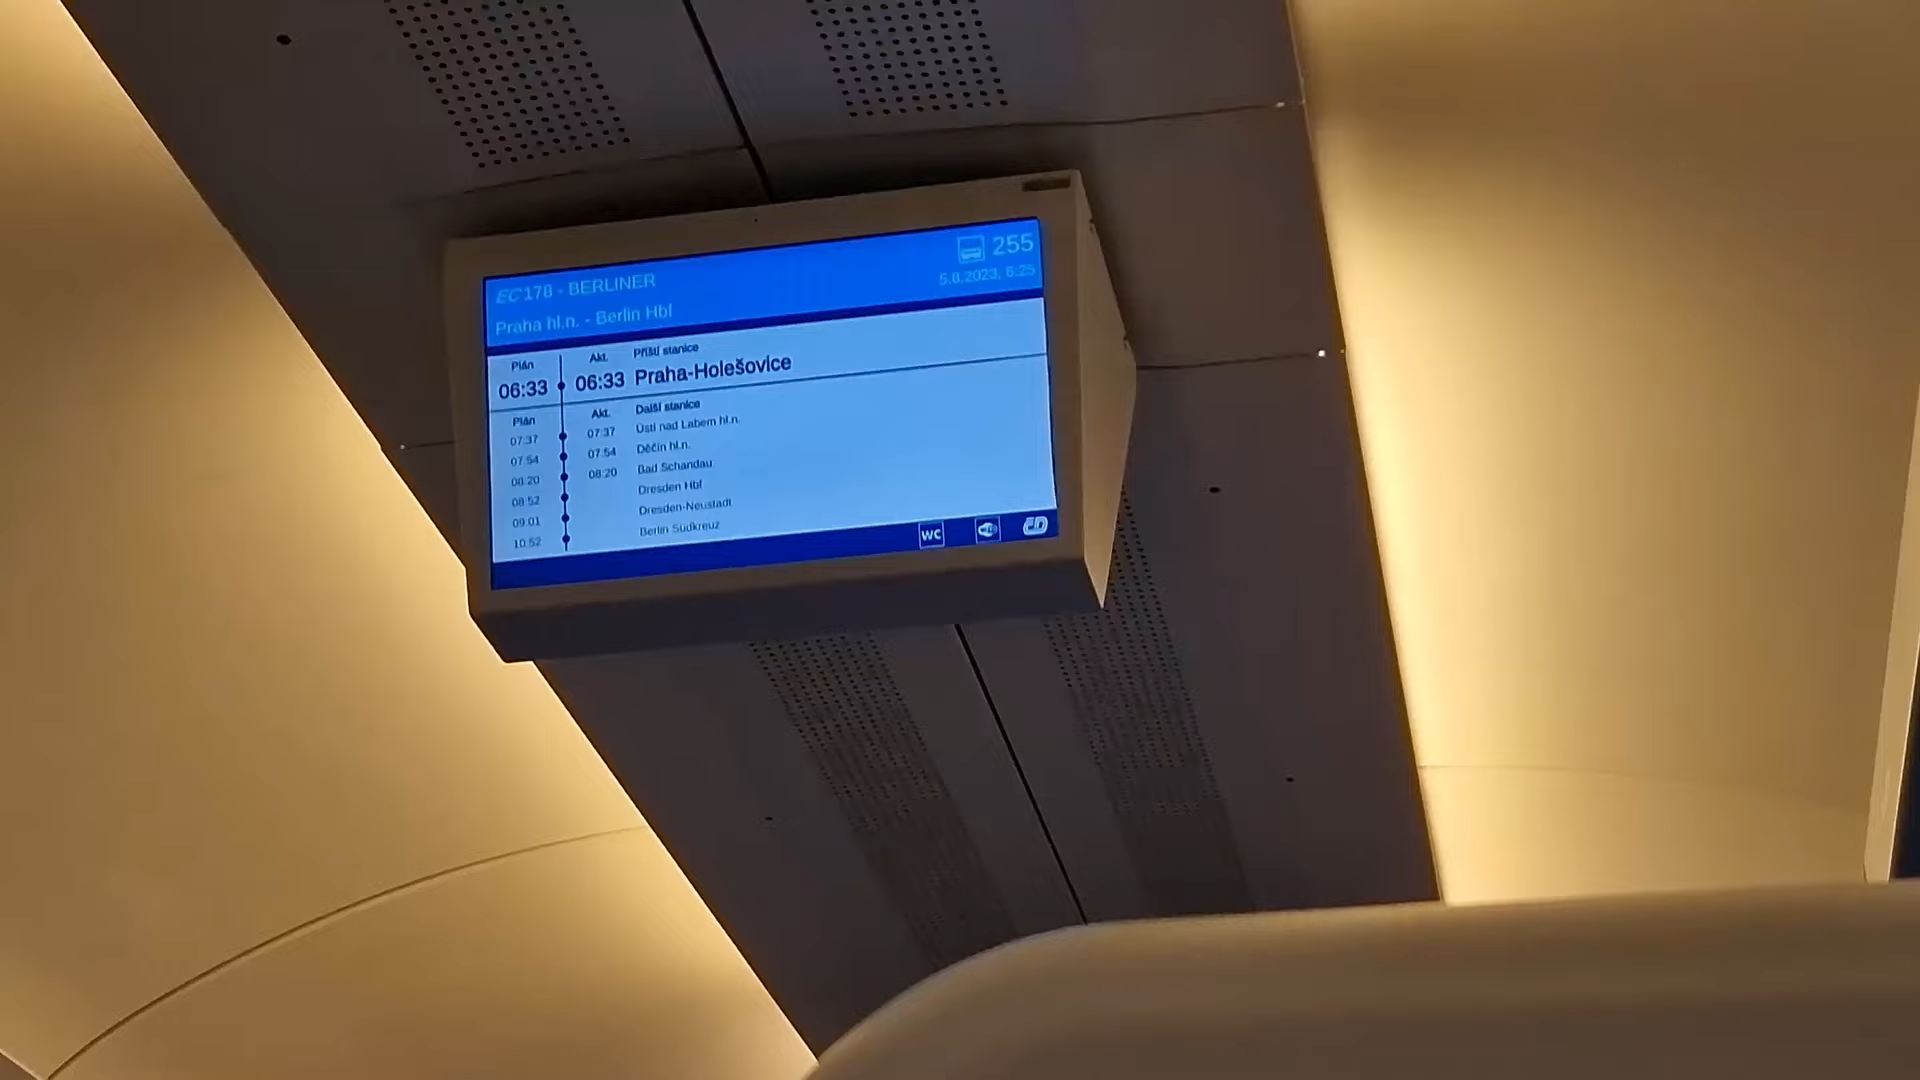 EC 178 - BERLINER
255
Praha hl.n. - Berlin Hbf
5.8.2023, 6:25
Plán Akt. Příští stanice
06:33 06:33 Praha-Holešovice
Plán Akt. Další stanice
07:37 07:37 Ústí nad Labem hl.n.
07:54 07:54 Děčín hl.n.
08:20 08:20 Bad Schandau
08:52 Dresden Hbf
09:01 Dresden-Neustadt
10:52 Berlin Südkreuz
WC
ČD